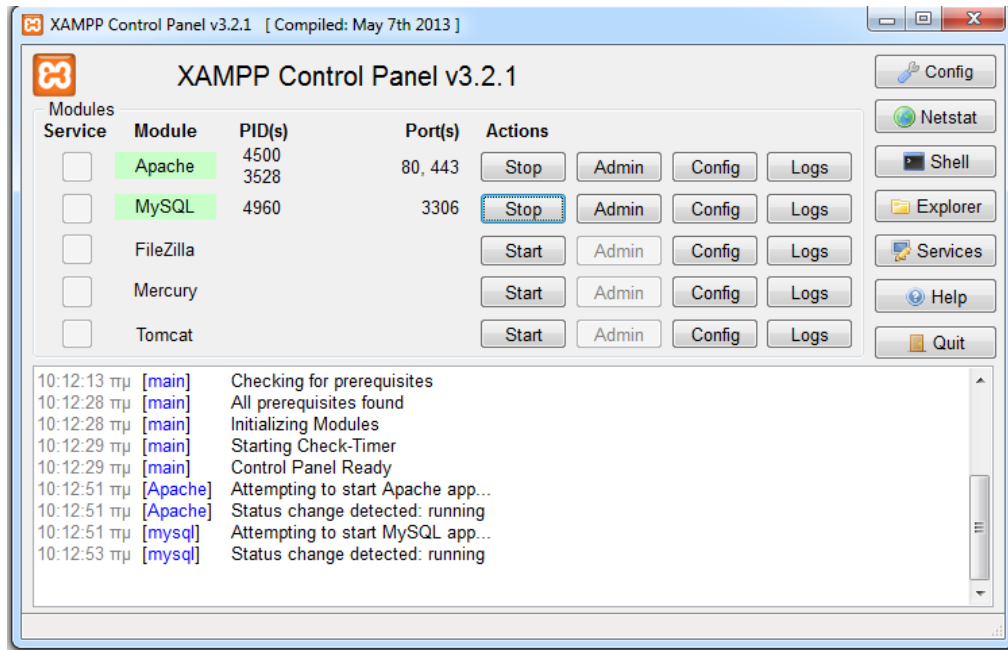 XAMPP Control Panel v3.2.1 [ Compiled: May 7th 2013 ]
XAMPP Control Panel v3.2.1
Config
Modules
Service Module PID(s) Port(s) Actions
Netstat
Apache 4500 3528 80, 443 Stop Admin Config Logs
Shell
MySQL 4960 3306 Stop Admin Config Logs
Explorer
FileZilla Start Admin Config Logs
Services
Mercury Start Admin Config Logs
Help
Tomcat Start Admin Config Logs
Quit
10:12:13 πμ [main] Checking for prerequisites
10:12:28 πμ [main] All prerequisites found
10:12:28 πμ [main] Initializing Modules
10:12:29 πμ [main] Starting Check-Timer
10:12:29 πμ [main] Control Panel Ready
10:12:51 πμ [Apache] Attempting to start Apache app...
10:12:51 πμ [Apache] Status change detected: running
10:12:51 πμ [mysql] Attempting to start MySQL app...
10:12:53 πμ [mysql] Status change detected: running